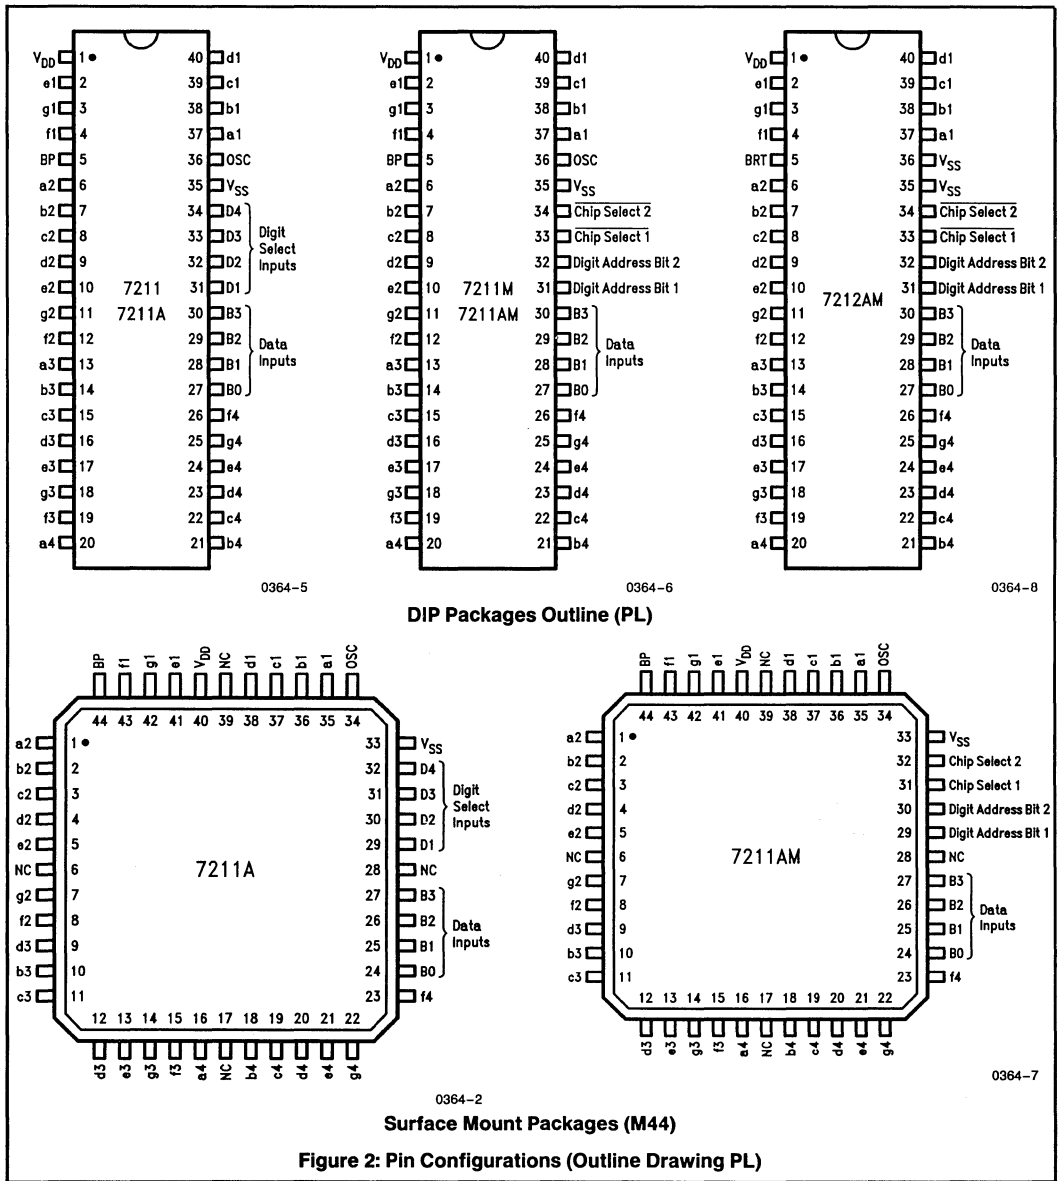 V_DD 1 40 d1
e1 2 39 c1
g1 3 38 b1
f1 4 37 a1
BP 5 36 OSC
a2 6 35 V_SS
b2 7 34 D4
c2 8 33 D3
d2 9 32 D2
e2 10 31 D1
g2 11 30 B3
f2 12 29 B2
a3 13 28 B1
b3 14 27 B0
c3 15 26 f4
d3 16 25 g4
e3 17 24 e4
g3 18 23 d4
f3 19 22 c4
a4 20 21 b4
7211
7211A
Digit
Select
Inputs
Data
Inputs
0364-5
V_DD 1 40 d1
e1 2 39 c1
g1 3 38 b1
f1 4 37 a1
BP 5 36 OSC
a2 6 35 V_SS
b2 7 34 Chip Select 2
c2 8 33 Chip Select 1
d2 9 32 Digit Address Bit 2
e2 10 31 Digit Address Bit 1
g2 11 30 B3
f2 12 29 B2
a3 13 28 B1
b3 14 27 B0
c3 15 26 f4
d3 16 25 g4
e3 17 24 e4
g3 18 23 d4
f3 19 22 c4
a4 20 21 b4
7211M
7211AM
Data
Inputs
0364-6
V_DD 1 40 d1
e1 2 39 c1
g1 3 38 b1
f1 4 37 a1
BRT 5 36 V_SS
a2 6 35 V_SS
b2 7 34 Chip Select 2
c2 8 33 Chip Select 1
d2 9 32 Digit Address Bit 2
e2 10 31 Digit Address Bit 1
g2 11 30 B3
f2 12 29 B2
a3 13 28 B1
b3 14 27 B0
c3 15 26 f4
d3 16 25 g4
e3 17 24 e4
g3 18 23 d4
f3 19 22 c4
a4 20 21 b4
7212AM
Data
Inputs
0364-8
DIP Packages Outline (PL)
BP f1 g1 e1 V_DD NC d1 c1 b1 a1 OSC
44 43 42 41 40 39 38 37 36 35 34
a2 1 33 V_SS
b2 2 32 D4
c2 3 31 D3
d2 4 30 D2
e2 5 29 D1
NC 6 28 NC
g2 7 27 B3
f2 8 26 B2
d3 9 25 B1
b3 10 24 B0
c3 11 23 f4
7211A
Digit
Select
Inputs
Data
Inputs
12 13 14 15 16 17 18 19 20 21 22
d3 e3 g3 f3 a4 NC b4 c4 d4 e4 g4
0364-2
BP f1 g1 e1 V_DD NC d1 c1 b1 a1 OSC
44 43 42 41 40 39 38 37 36 35 34
a2 1 33 V_SS
b2 2 32 Chip Select 2
c2 3 31 Chip Select 1
d2 4 30 Digit Address Bit 2
e2 5 29 Digit Address Bit 1
NC 6 28 NC
g2 7 27 B3
f2 8 26 B2
d3 9 25 B1
b3 10 24 B0
c3 11 23 f4
7211AM
Data
Inputs
12 13 14 15 16 17 18 19 20 21 22
d3 e3 g3 f3 a4 NC b4 c4 d4 e4 g4
0364-7
Surface Mount Packages (M44)
Figure 2: Pin Configurations (Outline Drawing PL)